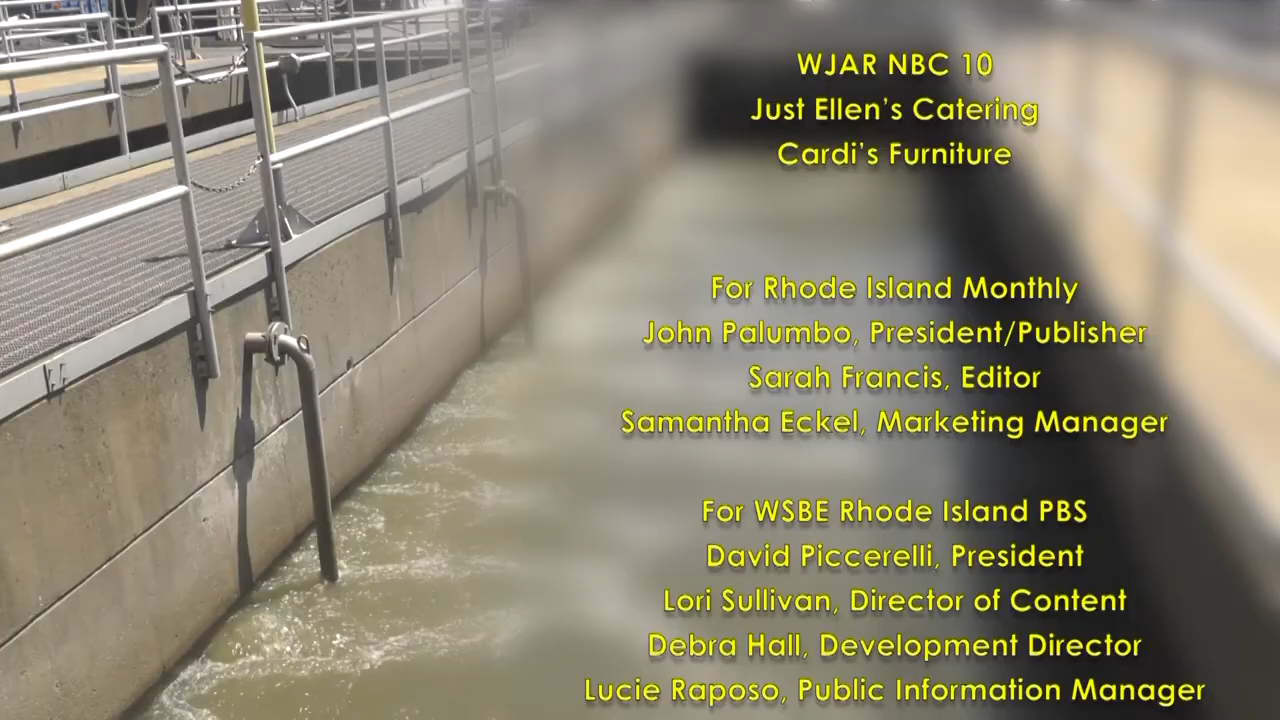 WJAR NBC 10
Just Ellen's Catering
Cardi's Furniture
For Rhode Island Monthly
John Palumbo, President/Publisher
Sarah Francis, Editor
Samantha Eckel, Marketing Manager
For WSBE Rhode Island PBS
David Piccerelli, President
Lori Sullivan, Director of Content
Debra Hall, Development Director
Lucie Raposo, Public Information Manager